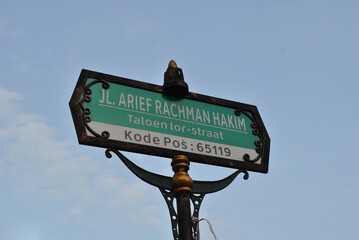 JL. ARIEF RACHMAN HAKIM
Taloen lor-straat
Kode Pos : 65119